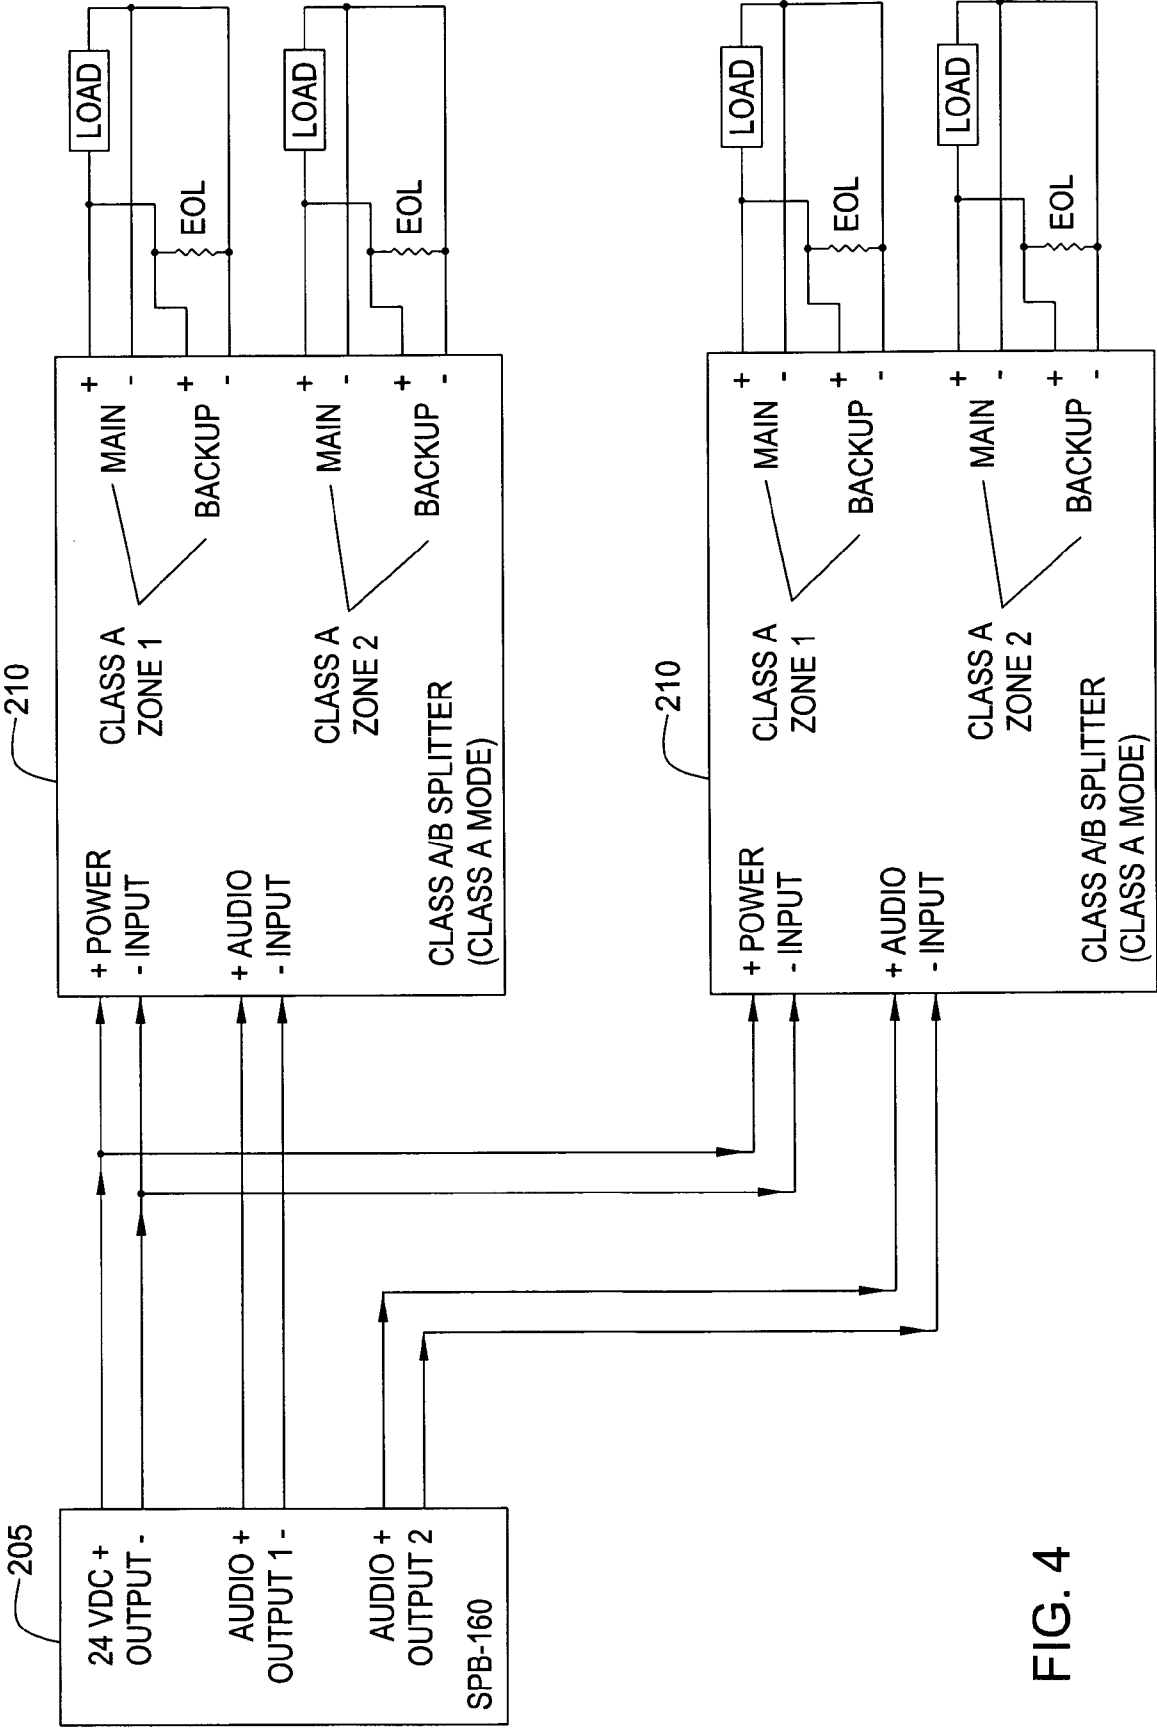 205
24 VDC +
OUTPUT -
AUDIO +
OUTPUT 1 -
AUDIO +
OUTPUT 2
SPB-160
210
+ POWER
- INPUT
+ AUDIO
- INPUT
CLASS A/B SPLITTER
(CLASS A MODE)
CLASS A
ZONE 1
CLASS A
ZONE 2
+
-
MAIN
+
-
BACKUP
+
-
MAIN
+
-
BACKUP
LOAD
EOL
LOAD
EOL
210
+ POWER
- INPUT
+ AUDIO
- INPUT
CLASS A/B SPLITTER
(CLASS A MODE)
CLASS A
ZONE 1
CLASS A
ZONE 2
+
-
MAIN
+
-
BACKUP
+
-
MAIN
+
-
BACKUP
LOAD
EOL
LOAD
EOL
FIG. 4